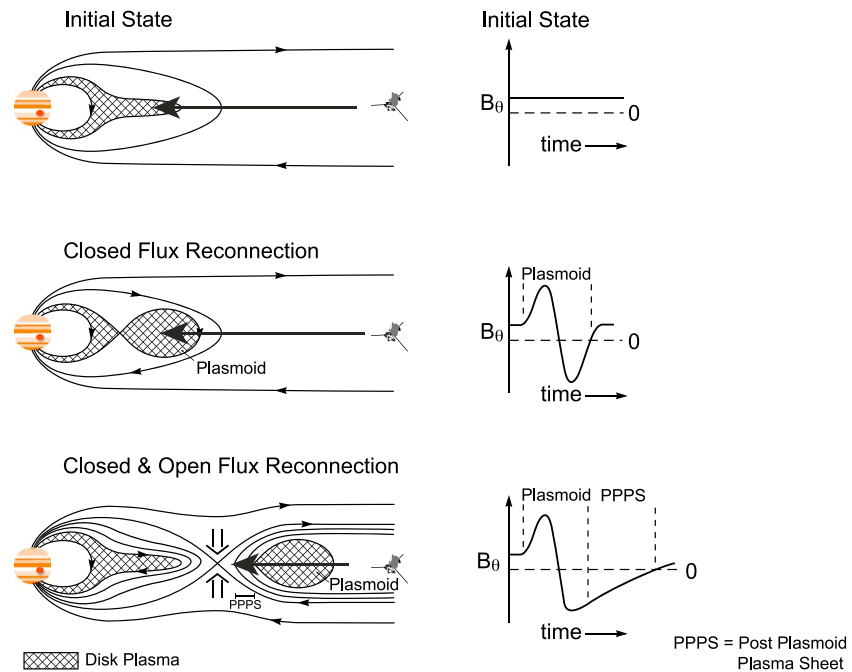 Initial State
Initial State
Bθ
0
time
Closed Flux Reconnection
Plasmoid
Plasmoid
Bθ
0
time
Closed & Open Flux Reconnection
Plasmoid PPPS
Plasmoid
PPPS
Bθ
0
time
Disk Plasma
PPPS = Post Plasmoid
Plasma Sheet